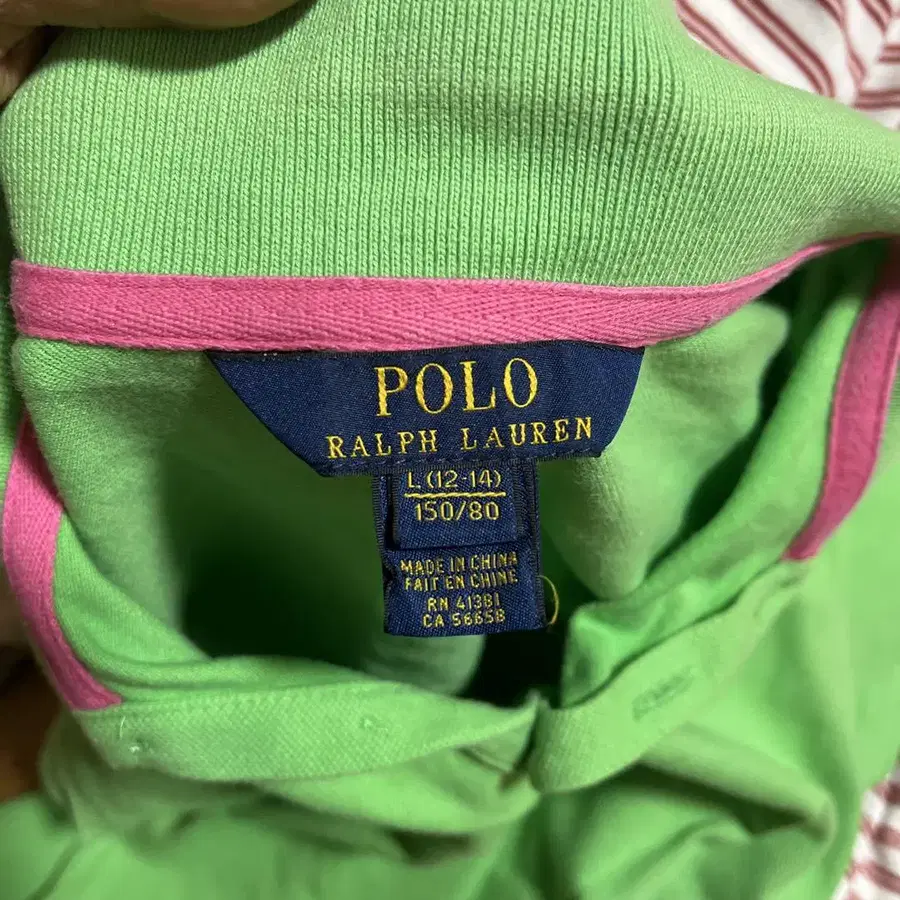 POLO
RALPH LAUREN
L (12-14)
150/80
MADE IN CHINA
FAIT EN CHINE
RN 41381
CA 56658